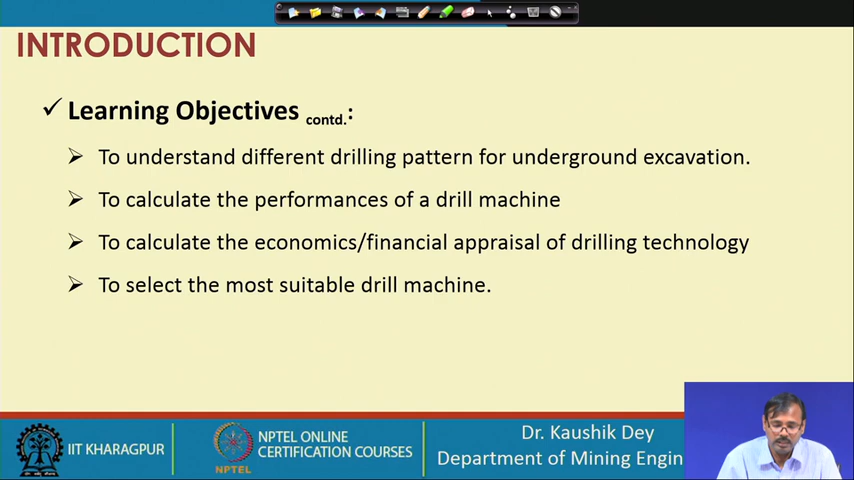 INTRODUCTION
✓ Learning Objectives contd.:
➢ To understand different drilling pattern for underground excavation.
➢ To calculate the performances of a drill machine
➢ To calculate the economics/financial appraisal of drilling technology
➢ To select the most suitable drill machine.
IIT KHARAGPUR
NPTEL
NPTEL ONLINE
CERTIFICATION COURSES
Dr. Kaushik Dey
Department of Mining Engin